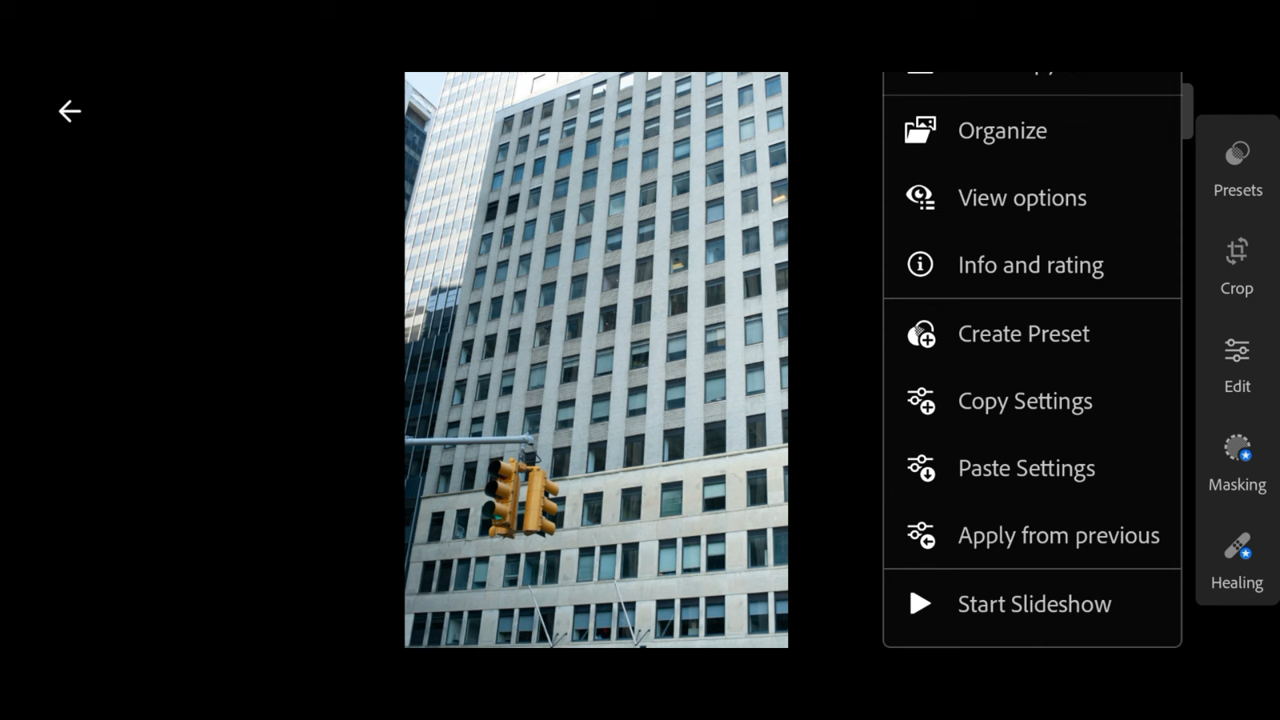 Organize
View options
Info and rating
Create Preset
Copy Settings
Paste Settings
Apply from previous
Start Slideshow
Presets
Crop
Edit
Masking
Healing